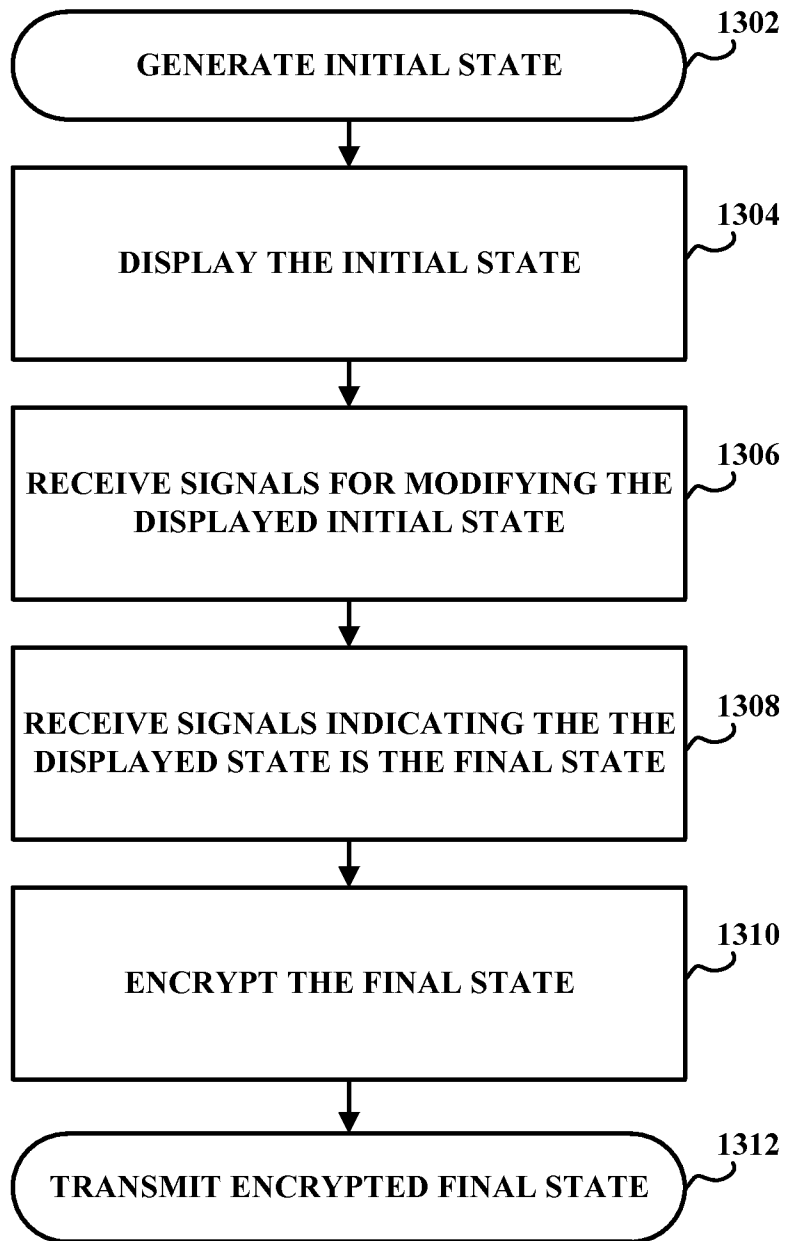 1302
GENERATE INITIAL STATE
1304
DISPLAY THE INITIAL STATE
1306
RECEIVE SIGNALS FOR MODIFYING THE
DISPLAYED INITIAL STATE
1308
RECEIVE SIGNALS INDICATING THE THE
DISPLAYED STATE IS THE FINAL STATE
1310
ENCRYPT THE FINAL STATE
1312
TRANSMIT ENCRYPTED FINAL STATE